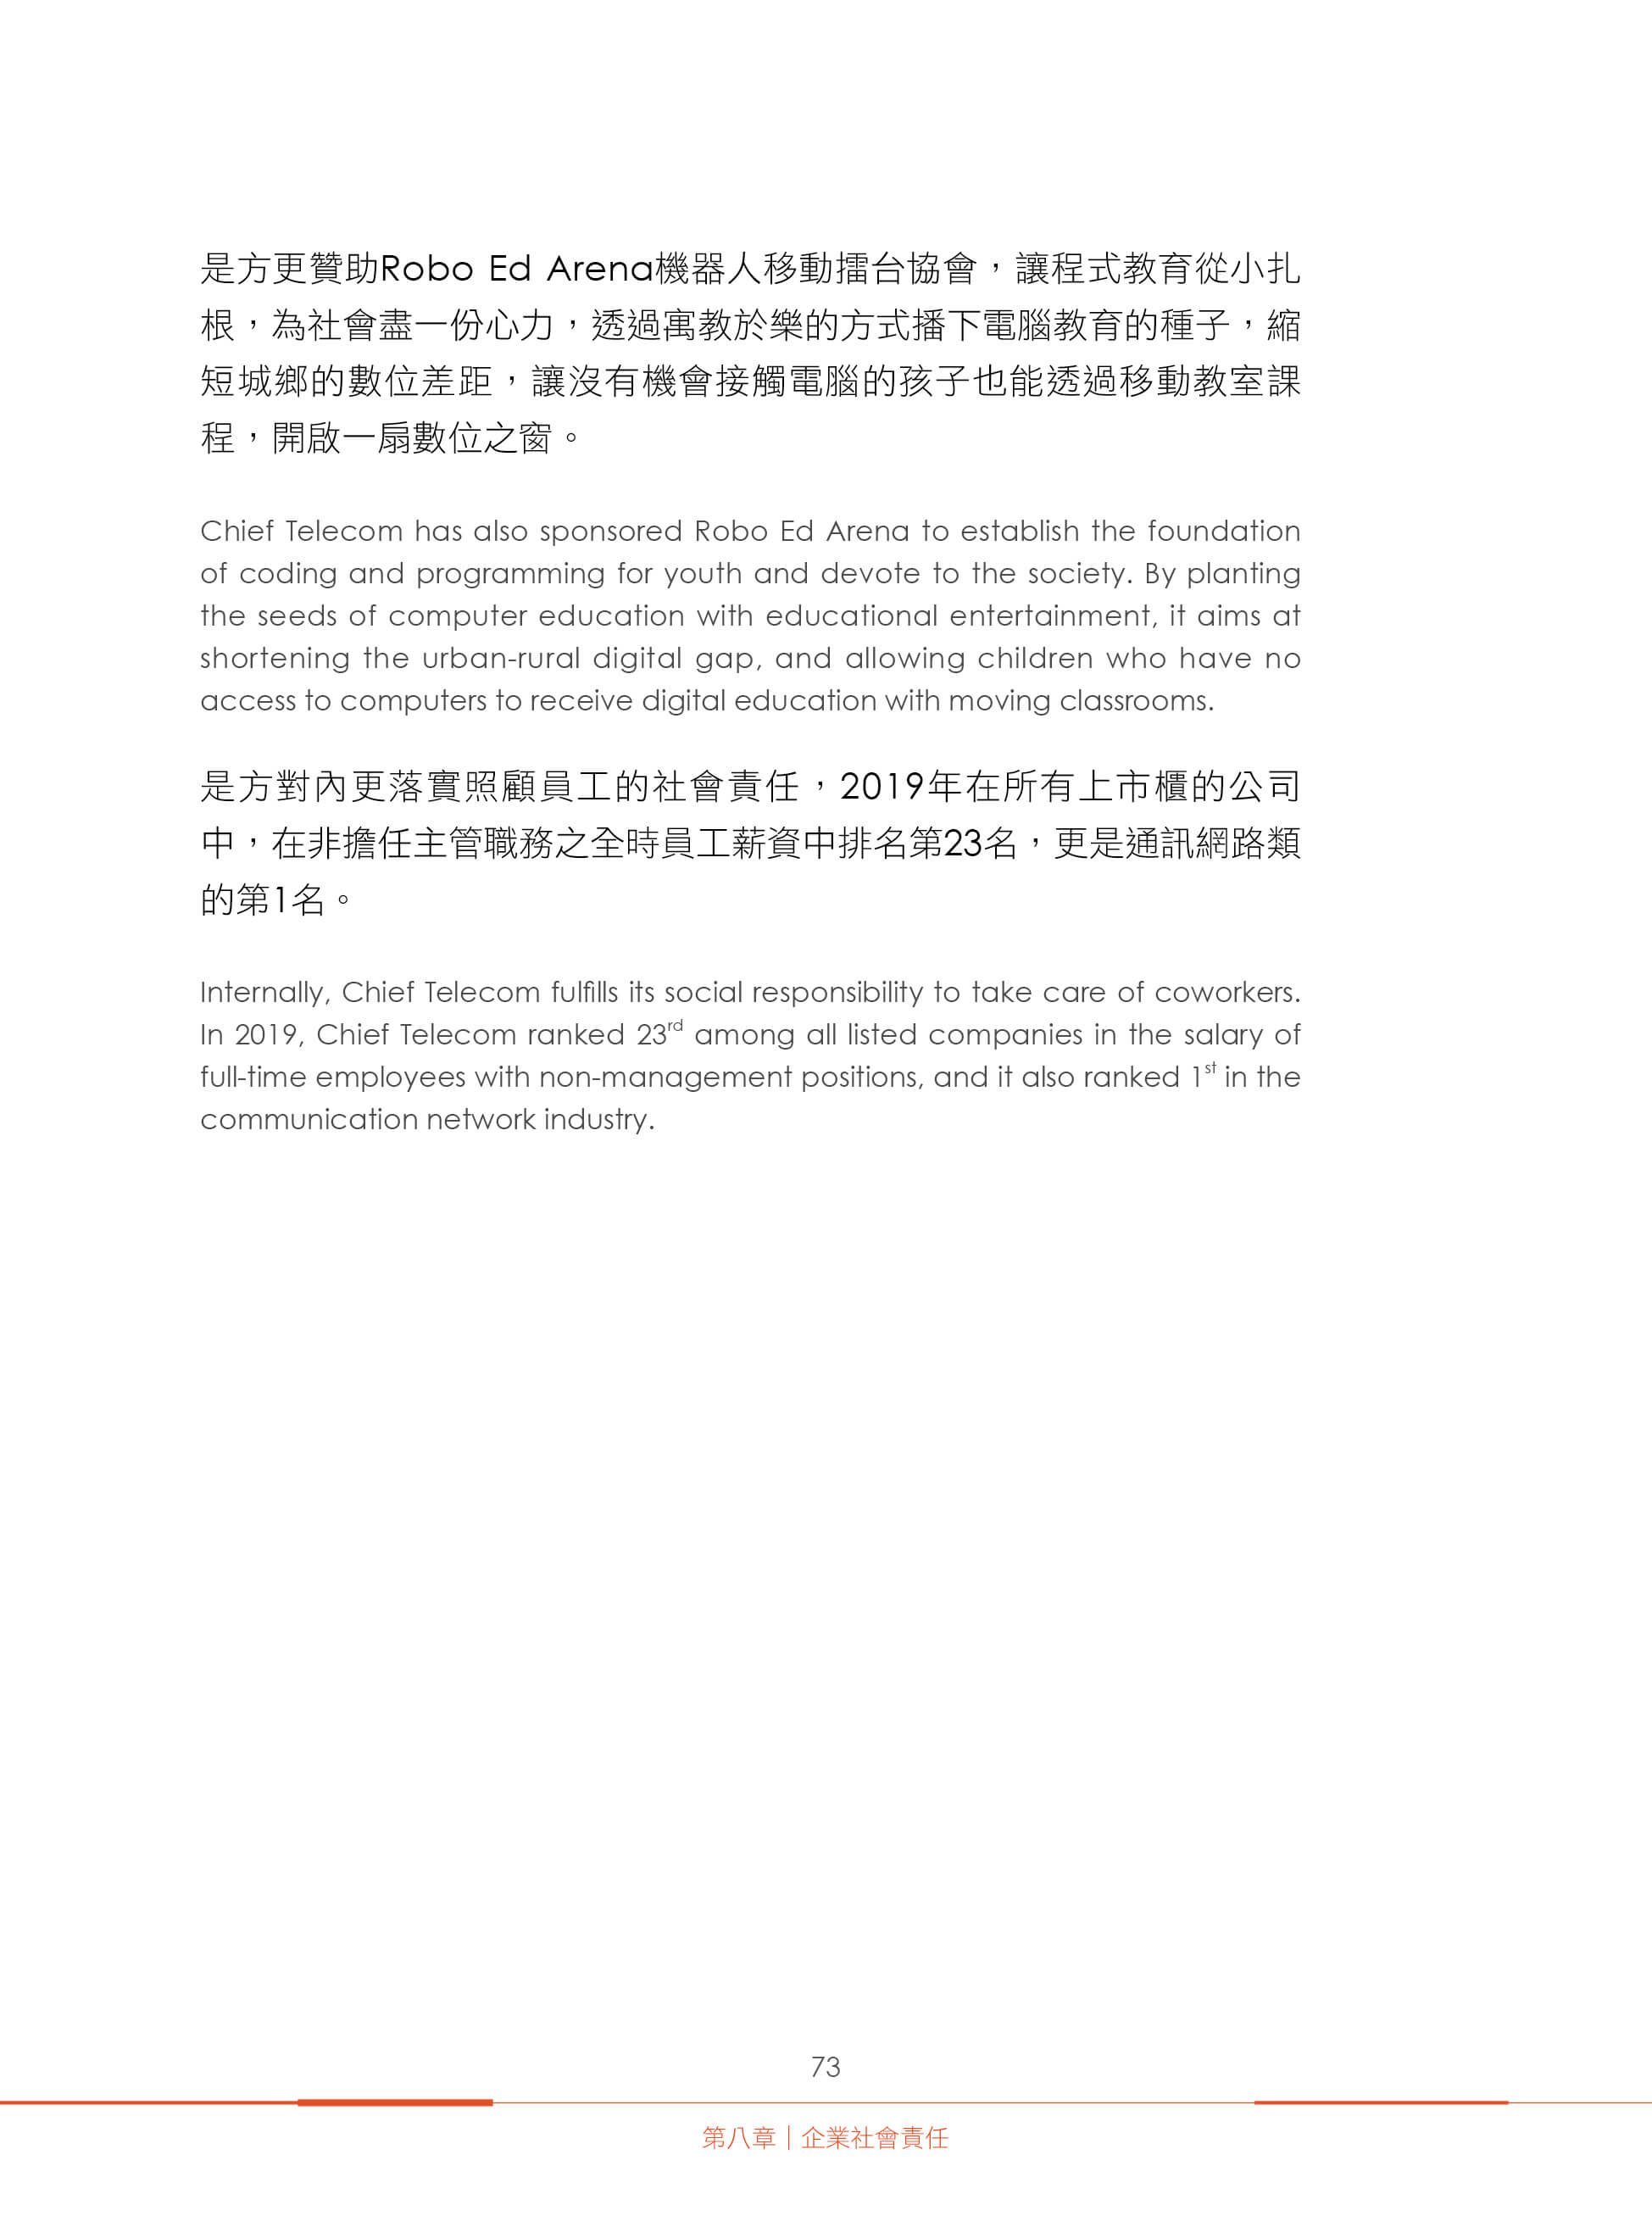 是方更贊助Robo Ed Arena機器人移動擂台協會，讓程式教育從小扎
根，為社會盡一份心力，透過寓教於樂的方式播下電腦教育的種子，縮
短城鄉的數位差距，讓沒有機會接觸電腦的孩子也能透過移動教室課
程，開啟一扇數位之窗。
Chief Telecom has also sponsored Robo Ed Arena to establish the foundation
of coding and programming for youth and devote to the society. By planting
the seeds of computer education with educational entertainment, it aims at
shortening the urban-rural digital gap, and allowing children who have no
access to computers to receive digital education with moving classrooms.
是方對內更落實照顧員工的社會責任，2019年在所有上市櫃的公司
中，在非擔任主管職務之全時員工薪資中排名第23名，更是通訊網路類
的第1名。
Internally, Chief Telecom fulfills its social responsibility to take care of coworkers.
In 2019, Chief Telecom ranked 23rd among all listed companies in the salary of
full-time employees with non-management positions, and it also ranked 1st in the
communication network industry.
73
第八章｜企業社會責任